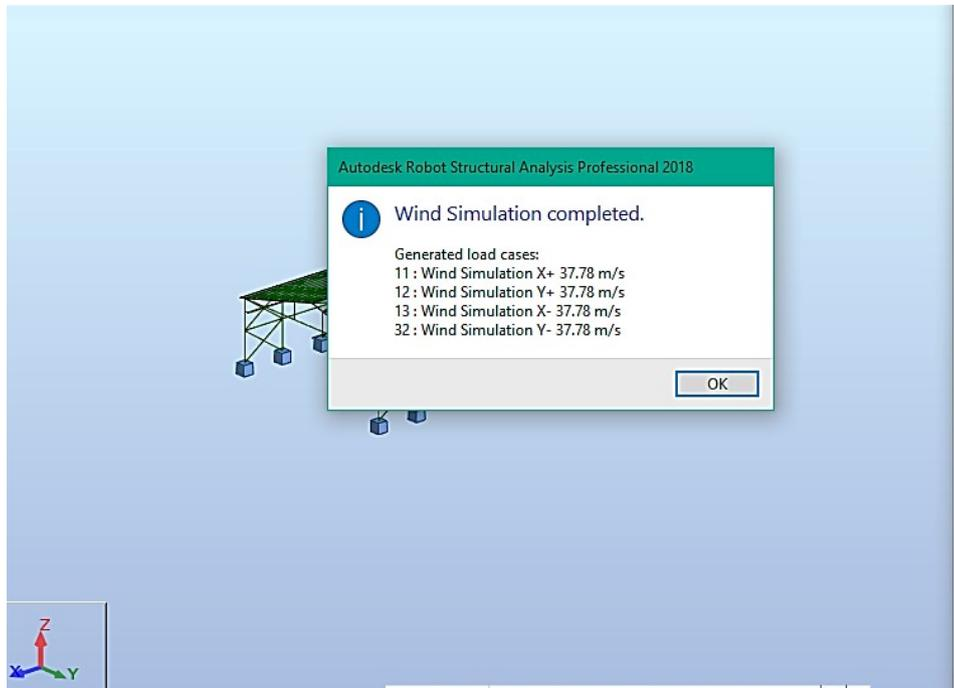 Autodesk Robot Structural Analysis Professional 2018
i
Wind Simulation completed.
Generated load cases:
11 : Wind Simulation X+ 37.78 m/s
12 : Wind Simulation Y+ 37.78 m/s
13 : Wind Simulation X- 37.78 m/s
32 : Wind Simulation Y- 37.78 m/s
OK
Z
X
Y